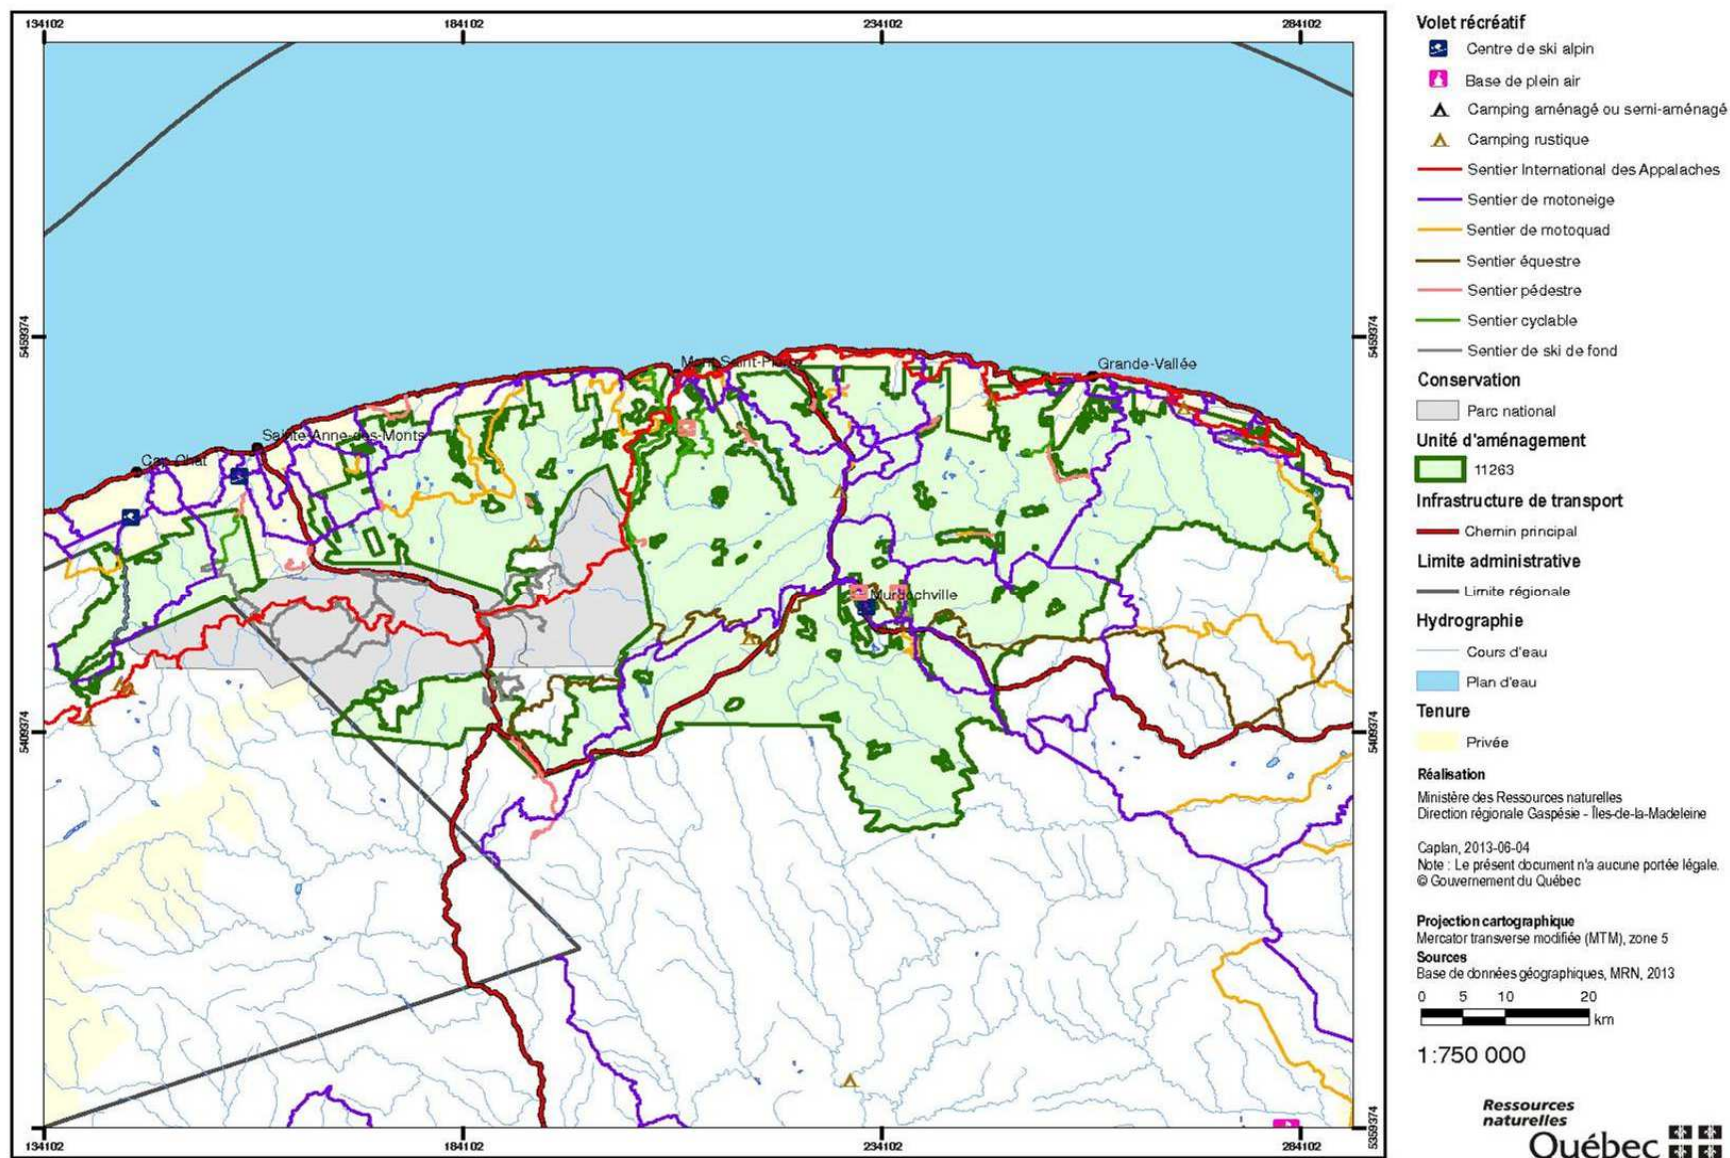 134102
184102
234102
284102
5459374
5459374
Mont-Saint-Pierre
Grande-Vallée
Sainte-Anne-des-Monts
Cap-Chat
Murdochville
5409374
5409374
5359374
134102
184102
234102
284102
Volet récréatif
Centre de ski alpin
Base de plein air
Camping aménagé ou semi-aménagé
Camping rustique
Sentier International des Appalaches
Sentier de motoneige
Sentier de motoquad
Sentier équestre
Sentier pédestre
Sentier cyclable
Sentier de ski de fond
Conservation
Parc national
Unité d'aménagement
11263
Infrastructure de transport
Chemin principal
Limite administrative
Limite régionale
Hydrographie
Cours d'eau
Plan d'eau
Tenure
Privée
Réalisation
Ministère des Ressources naturelles
Direction régionale Gaspésie - Îles-de-la-Madeleine
Caplan, 2013-06-04
Note : Le présent document n'a aucune portée légale.
© Gouvernement du Québec
Projection cartographique
Mercator transverse modifiée (MTM), zone 5
Sources
Base de données géographiques, MRN, 2013
0 5 10 20
km
1:750 000
Ressources
naturelles
Québec